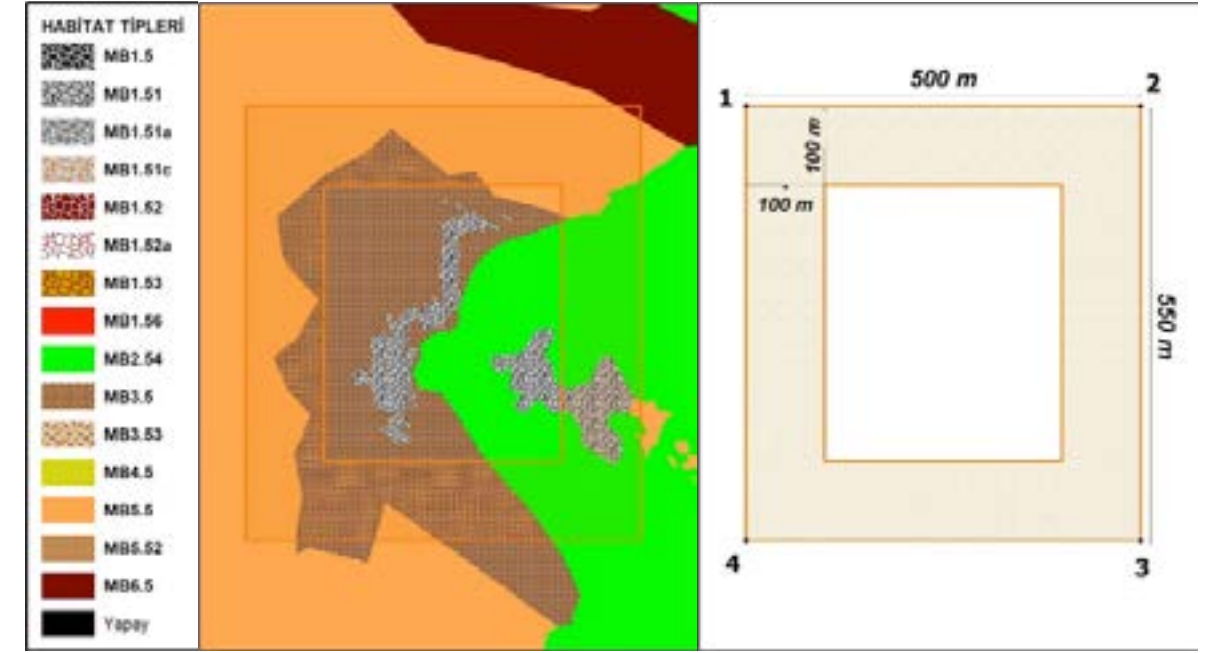 HABİTAT TİPLERİ
MB1.5
MB1.51
MB1.51a
MB1.51c
MB1.52
MB1.52a
MB1.53
MB1.56
MB2.54
MB3.5
MB3.53
MB4.5
MB5.5
MB5.52
MB6.5
Yapay
500 m
1
2
100 m
100 m
550 m
4
3